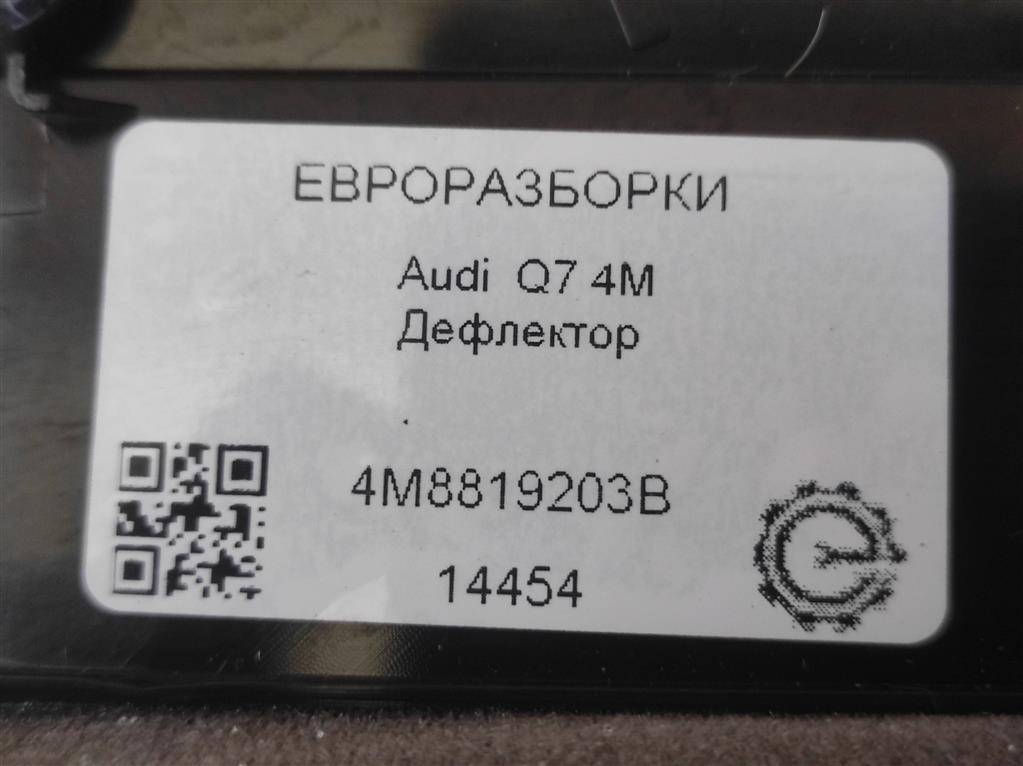 ЕВРОРАЗБОРКИ
Audi Q7 4M
Дефлектор
4M8819203B
14454